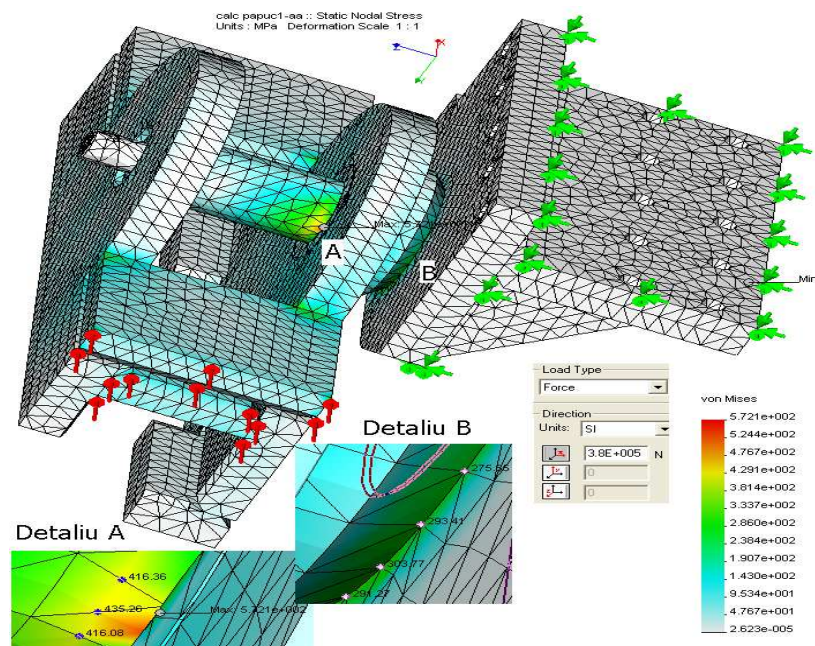 calc papuc1-aa :: Static Nodal Stress
Units : MPa   Deformation Scale  1 : 1
X
Z
Y
A
B
Min
Load Type
Force
Direction
Units: SI
3.8E+005 N
0
0
von Mises
5.721e+002
5.244e+002
4.767e+002
4.291e+002
3.814e+002
3.337e+002
2.860e+002
2.384e+002
1.907e+002
1.430e+002
9.534e+001
4.767e+001
2.623e-005
Detaliu B
275.55
293.41
303.77
291.27
Detaliu A
416.36
435.26
Max: 5.721e+002
416.08